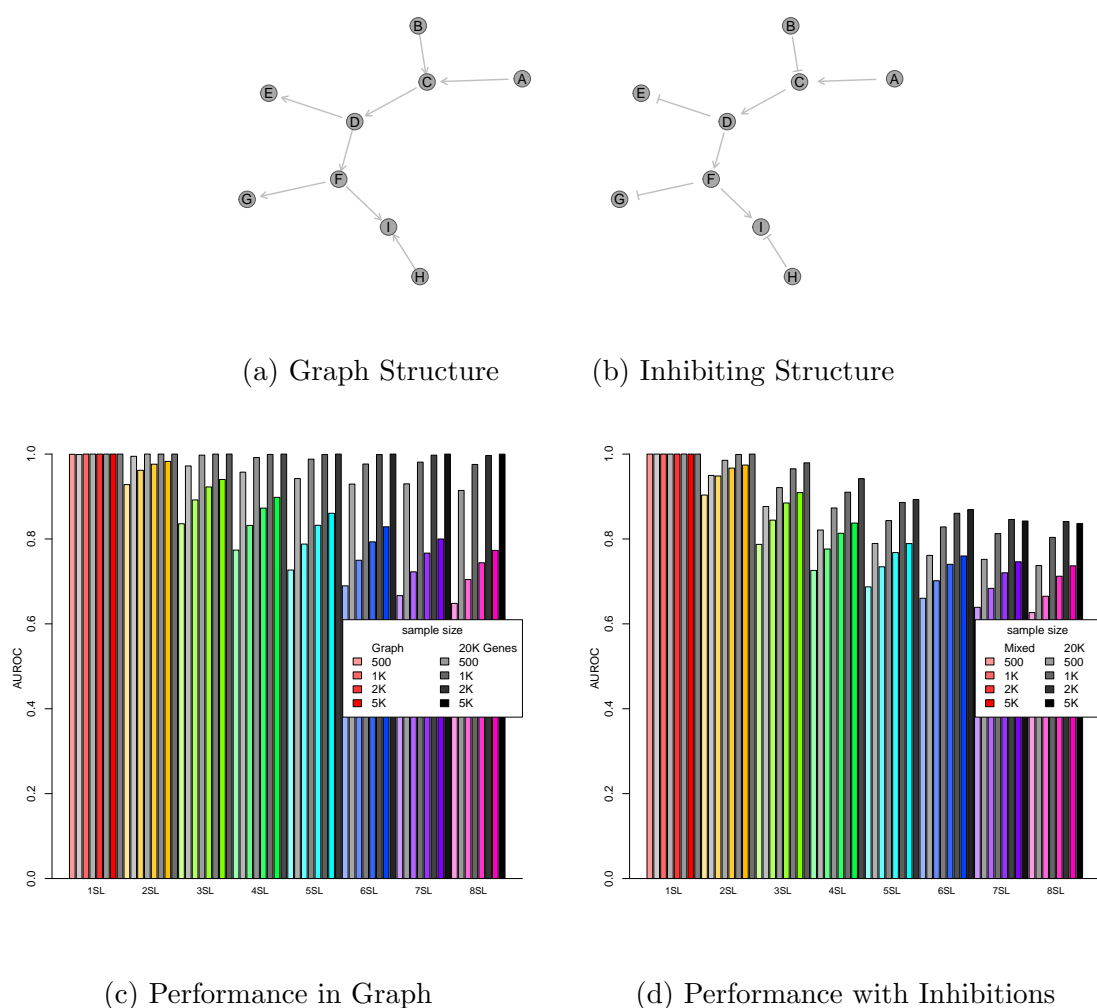 B
A
C
E
D
F
G
I
H
B
A
C
E
D
F
G
I
H
(a) Graph Structure
(b) Inhibiting Structure
AUROC
0.0
0.2
0.4
0.6
0.8
1.0
1SL
2SL
3SL
4SL
5SL
6SL
7SL
8SL
sample size
Graph
500
1K
2K
5K
20K Genes
500
1K
2K
5K
AUROC
0.0
0.2
0.4
0.6
0.8
1.0
1SL
2SL
3SL
4SL
5SL
6SL
7SL
8SL
sample size
Mixed
500
1K
2K
5K
20K
500
1K
2K
5K
(c) Performance in Graph
(d) Performance with Inhibitions